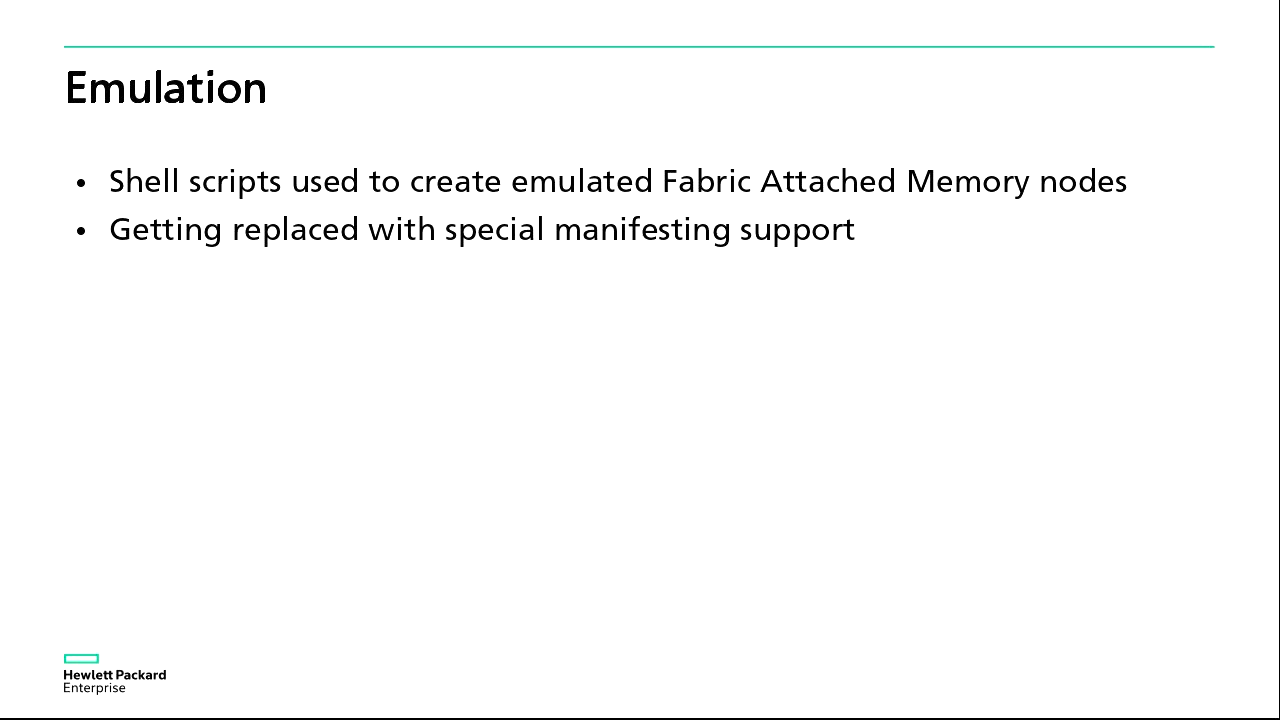 Emulation
• Shell scripts used to create emulated Fabric Attached Memory nodes
• Getting replaced with special manifesting support
Hewlett Packard
Enterprise